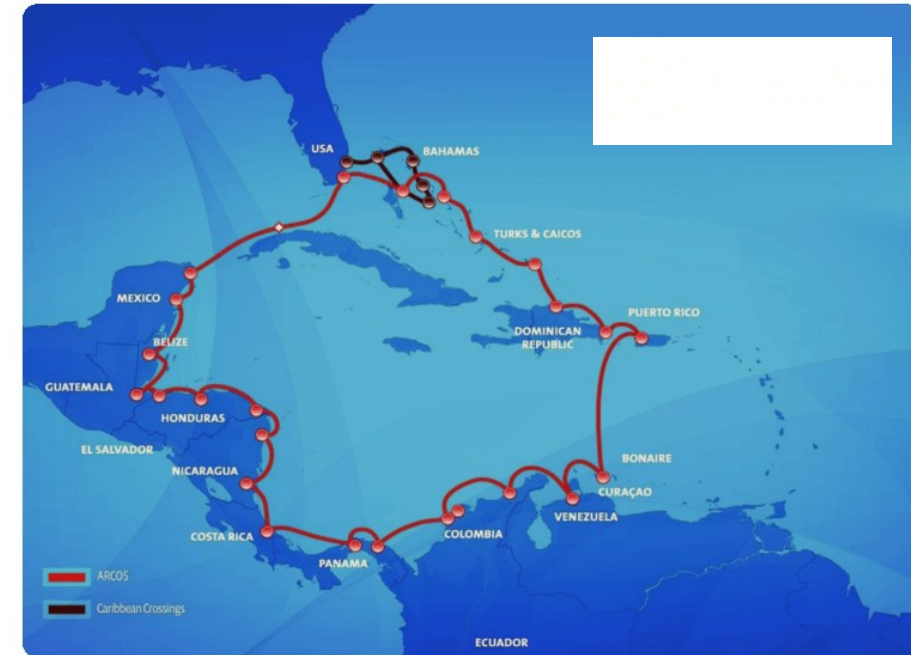 USA
BAHAMAS
TURKS & CAICOS
MEXICO
PUERTO RICO
DOMINICAN
REPUBLIC
BELIZE
GUATEMALA
HONDURAS
EL SALVADOR
BONAIRE
NICARAGUA
CURAÇAO
VENEZUELA
COSTA RICA
COLOMBIA
PANAMA
ARCOS
Caribbean Crossings
ECUADOR